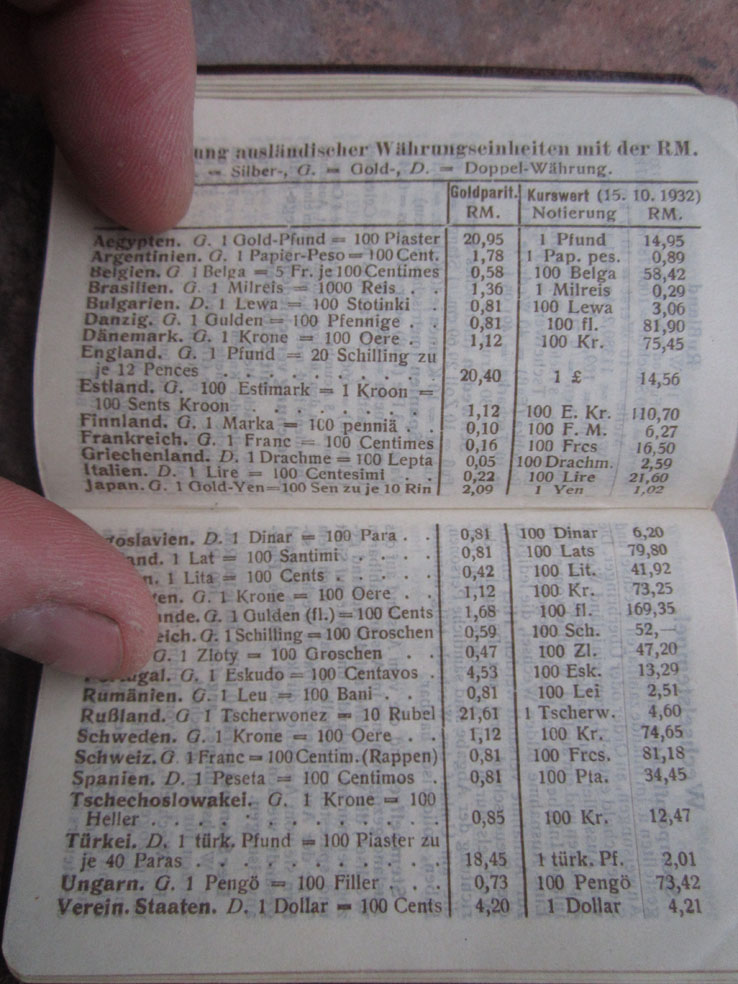 ung ausländischer Währungseinheiten mit der RM.
= Silber-, G. = Gold-, D. = Doppel-Währung.
Goldparit. RM. Kurswert (15. 10. 1932) Notierung RM.
Aegypten. G. 1 Gold-Pfund = 100 Piaster 20,95 1 Pfund 14,95
Argentinien. G. 1 Papier-Peso = 100 Cent. 1,78 1 Pap. pes. 0,89
Belgien. G 1 Belga = 5 Fr. je 100 Centimes 0,58 100 Belga 58,42
Brasilien. G. 1 Milreis = 1000 Reis . . 1,36 1 Milreis 0,29
Bulgarien. D. 1 Lewa = 100 Stotinki . 0,81 100 Lewa 3,06
Danzig. G. 1 Gulden = 100 Pfennige . . 0,81 100 fl. 81,90
Dänemark. G. 1 Krone = 100 Oere . . 1,12 100 Kr. 75,45
England. G. 1 Pfund = 20 Schilling zu
je 12 Pences . . . . . . . . 20,40 1 £ 14,56
Estland. G. 100 Estimark = 1 Kroon =
100 Sents Kroon . . . . . . . 1,12 100 E. Kr. 110,70
Finnland. G. 1 Marka = 100 penniä . . 0,10 100 F. M. 6,27
Frankreich. G. 1 Franc = 100 Centimes 0,16 100 Frcs 16,50
Griechenland. D. 1 Drachme = 100 Lepta 0,05 100 Drachm. 2,59
Italien. D. 1 Lire = 100 Centesimi . . 0,22 100 Lire 21,60
Japan. G. 1 Gold-Yen=100 Sen zu je 10 Rin 2,09 1 Yen 1,02
oslavien. D. 1 Dinar = 100 Para . . 0,81 100 Dinar 6,20
and. 1 Lat = 100 Santimi . . . . 0,81 100 Lats 79,80
n. 1 Lita = 100 Cents . . . . . 0,42 100 Lit. 41,92
en. G. 1 Krone = 100 Oere . . 1,12 100 Kr. 73,25
nde. G. 1 Gulden (fl.) = 100 Cents 1,68 100 fl. 169,35
eich. G. 1 Schilling = 100 Groschen 0,59 100 Sch. 52,—
G. 1 Zloty = 100 Groschen . 0,47 100 Zl. 47,20
Portugal. G. 1 Eskudo = 100 Centavos . 4,53 100 Esk. 13,29
Rumänien. G. 1 Leu = 100 Bani . . 0,81 100 Lei 2,51
Rußland. G 1 Tscherwonez = 10 Rubel 21,61 1 Tscherw. 4,60
Schweden. G. 1 Krone = 100 Oere . . 1,12 100 Kr. 74,65
Schweiz. G 1 Franc = 100 Centim. (Rappen) 0,81 100 Frcs. 81,18
Spanien. D. 1 Peseta = 100 Centimos . 0,81 100 Pta. 34,45
Tschechoslowakei. G. 1 Krone = 100
Heller . . . . . . . . . . . 0,85 100 Kr. 12,47
Türkei. D. 1 türk. Pfund = 100 Piaster zu
je 40 Paras . . . . . . . . . 18,45 1 türk. Pf. 2,01
Ungarn. G. 1 Pengö = 100 Filler . . . 0,73 100 Pengö 73,42
Verein. Staaten. D. 1 Dollar = 100 Cents 4,20 1 Dollar 4,21